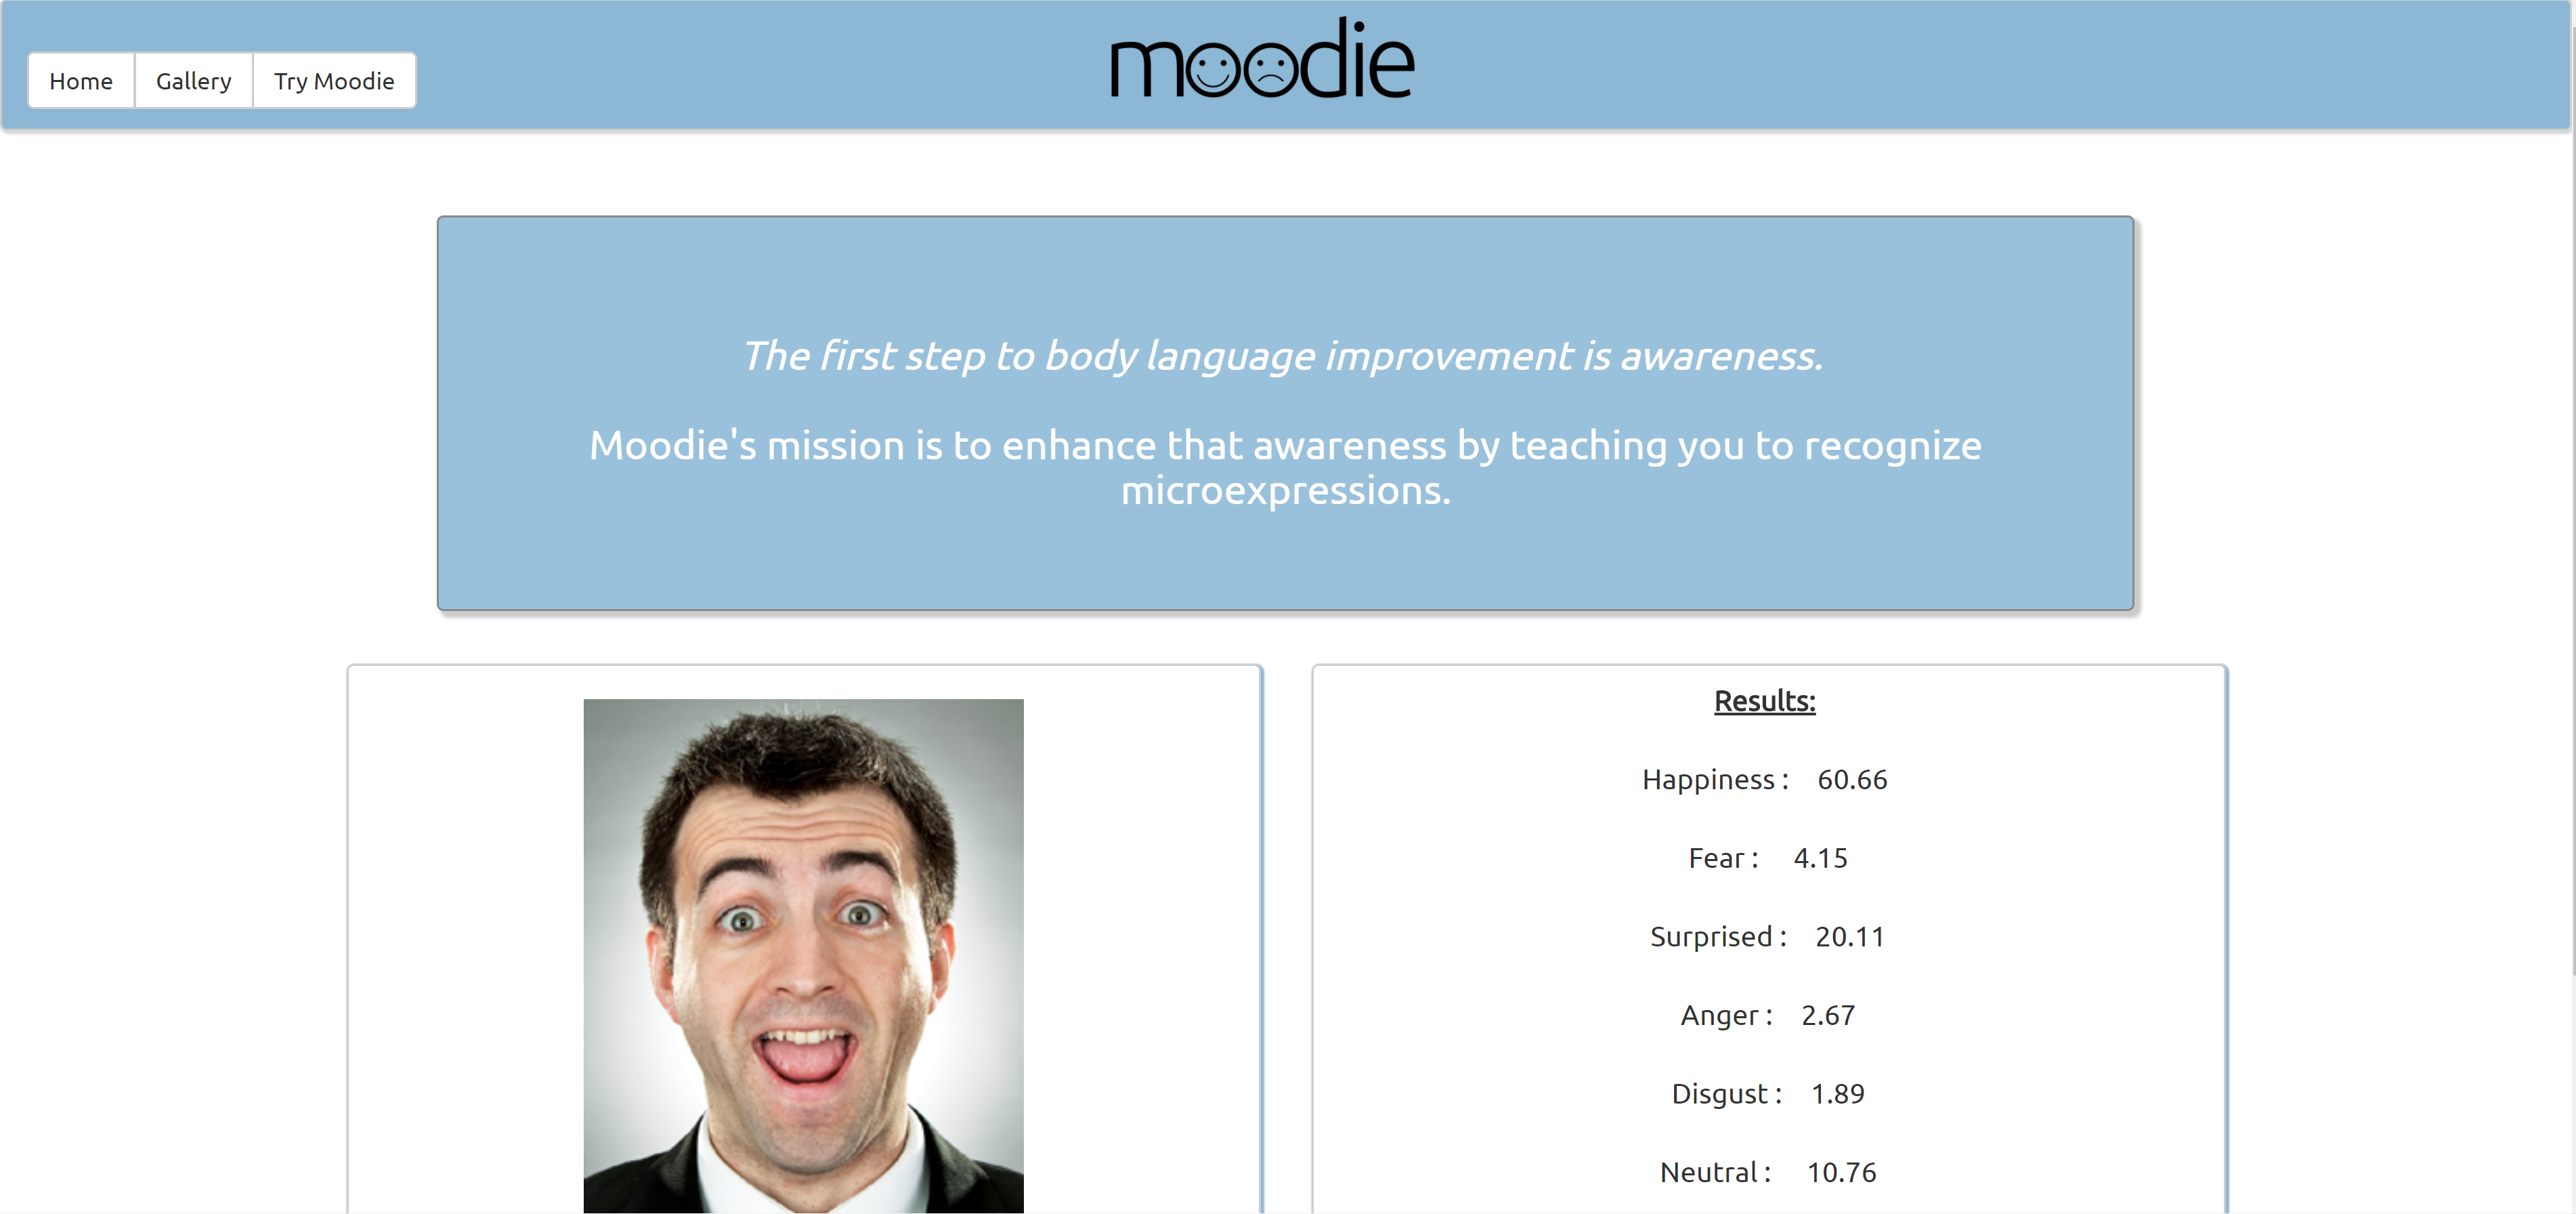 moodie
Home Gallery Try Moodie
The first step to body language improvement is awareness.
Moodie's mission is to enhance that awareness by teaching you to recognize
microexpressions.
Results:
Happiness : 60.66
Fear : 4.15
Surprised : 20.11
Anger : 2.67
Disgust : 1.89
Neutral : 10.76